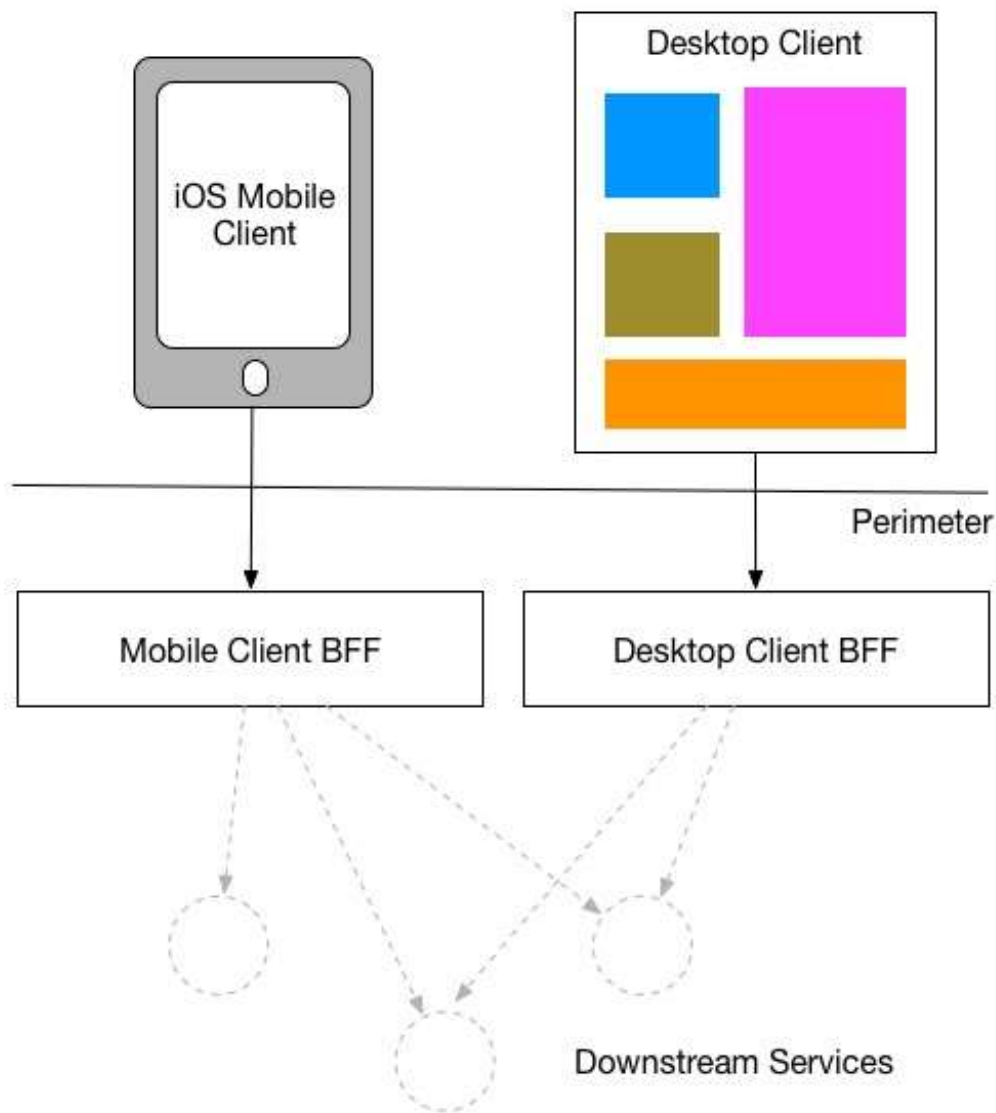 Desktop Client
iOS Mobile
Client
Perimeter
Mobile Client BFF
Desktop Client BFF
Downstream Services